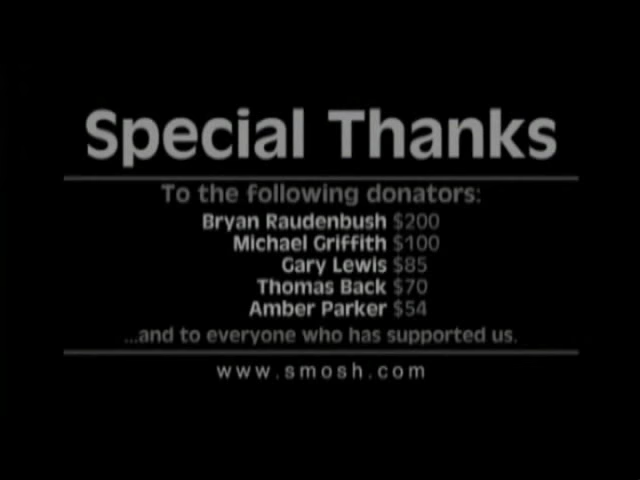 Special Thanks
To the following donators:
Bryan Raudenbush $200
Michael Griffith $100
Gary Lewis $85
Thomas Back $70
Amber Parker $54
...and to everyone who has supported us.
www.smosh.com